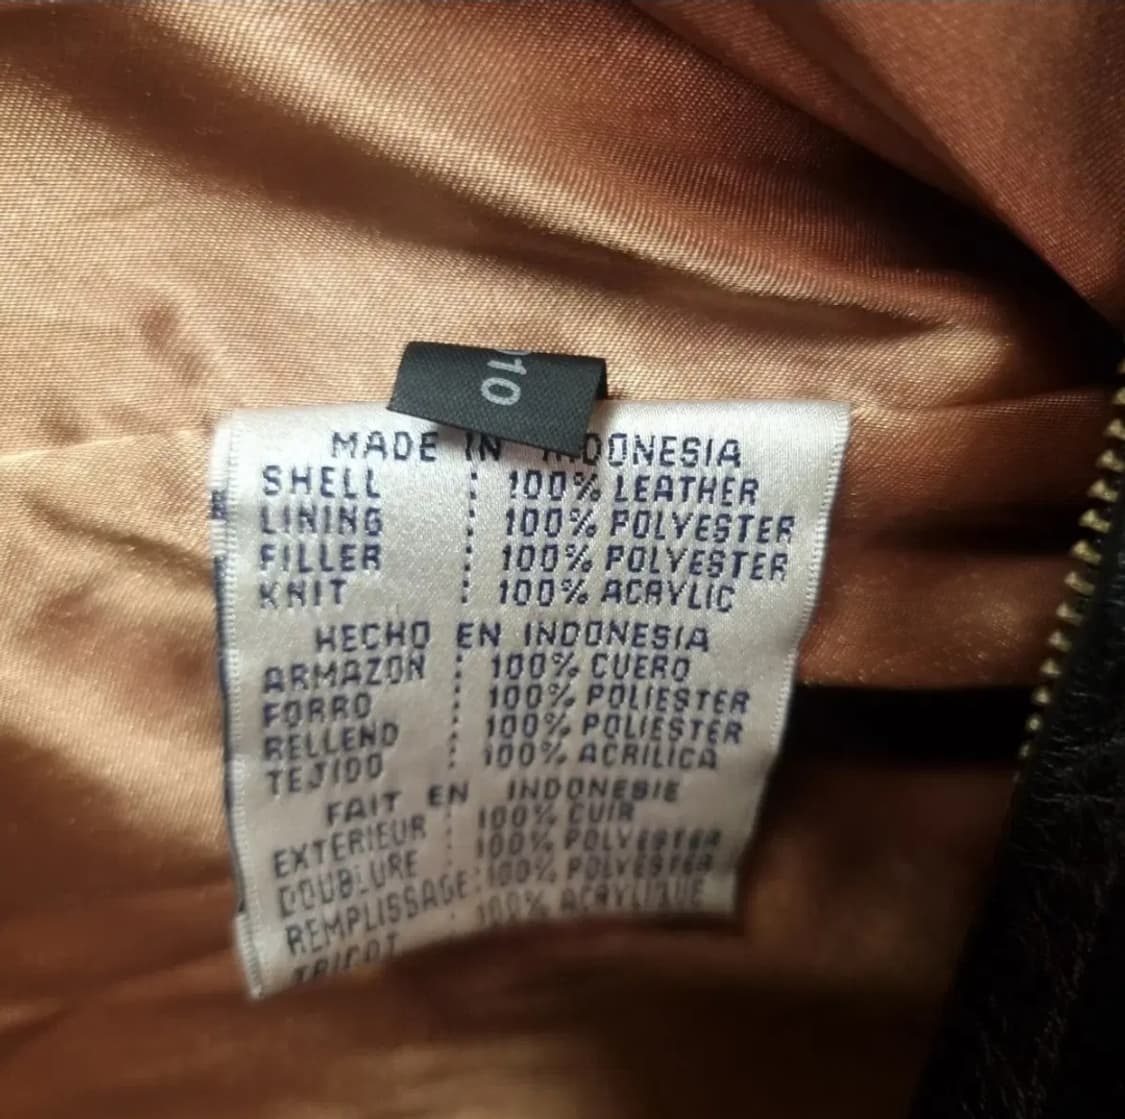 010
MADE IN INDONESIA
SHELL : 100% LEATHER
LINING : 100% POLYESTER
FILLER : 100% POLYESTER
KNIT : 100% ACRYLIC
HECHO EN INDONESIA
ARMAZON : 100% CUERO
FORRO : 100% POLIESTER
RELLENO : 100% POLIESTER
TEJIDO : 100% ACRILICA
FAIT EN INDONESIE
EXTERIEUR : 100% CUIR
DOUBLURE : 100% POLYESTER
REMPLISSAGE : 100% POLYESTER
TRICOT : 100% ACRYLIQUE